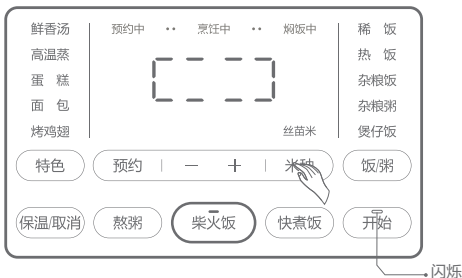 鲜香汤
高温蒸
蛋 糕
面 包
烤鸡翅
预约中 •• 烹饪中 •• 焖饭中
丝苗米
稀 饭
热 饭
杂粮饭
杂粮粥
煲仔饭
特色 预约 − + 米种 饭/粥
保温/取消 熬粥 柴火饭 快煮饭 开始
闪烁